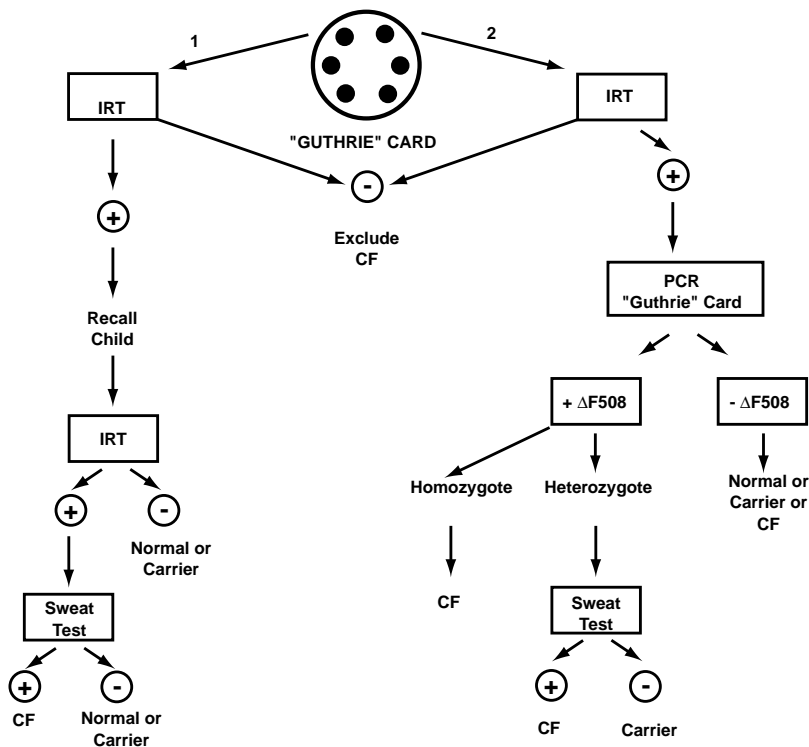 1
2
IRT
IRT
"GUTHRIE" CARD
+
-
+
Exclude
CF
PCR
"Guthrie" Card
Recall
Child
+ ΔF508
- ΔF508
IRT
Homozygote
Heterozygote
Normal or
Carrier or
CF
+
-
Normal or
Carrier
CF
Sweat
Test
Sweat
Test
+
-
+
-
CF
Normal or
Carrier
CF
Carrier